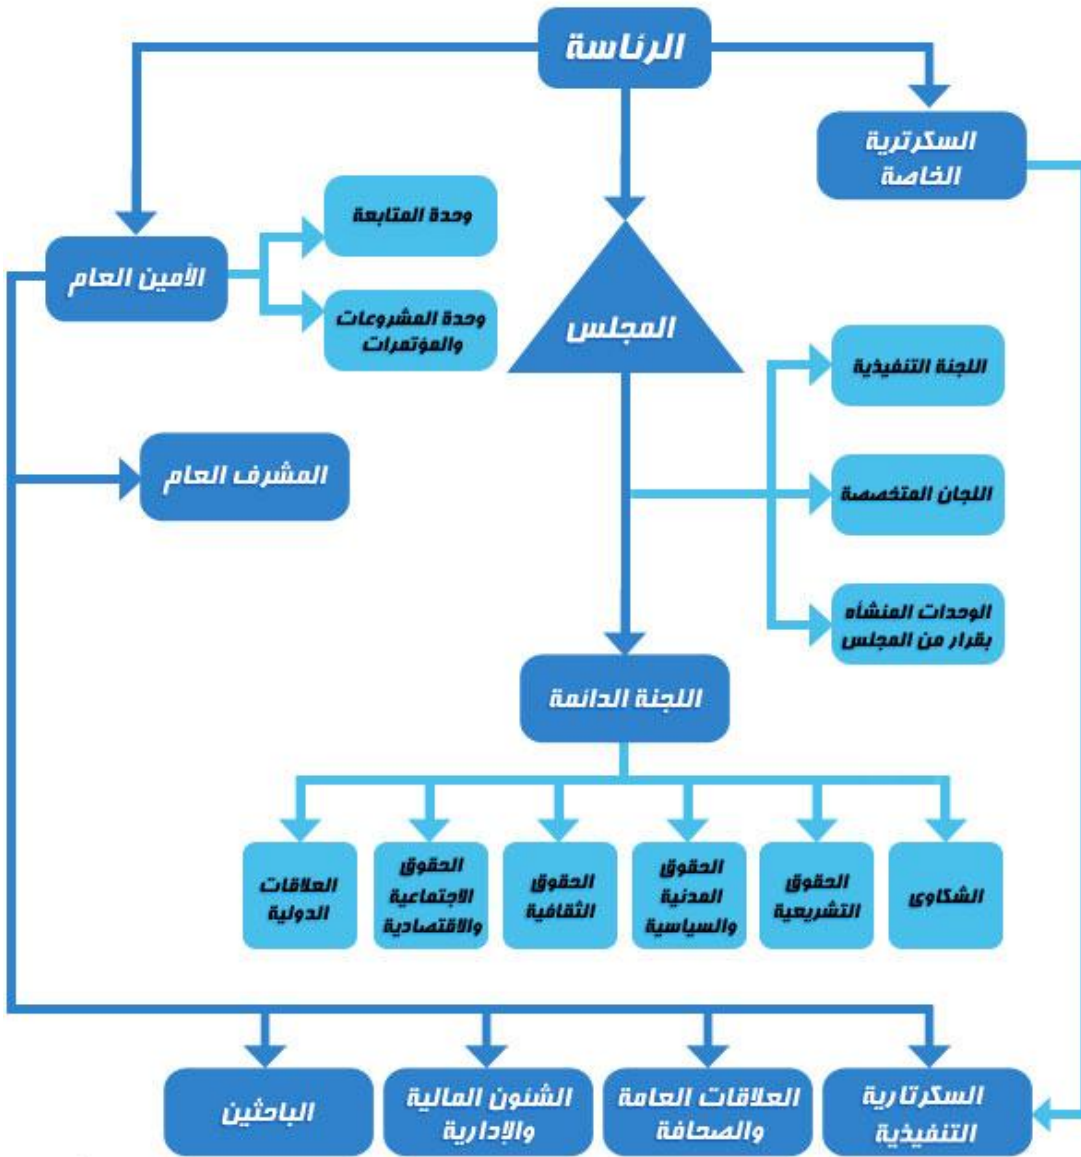 الرئاسة
السكرترية
الخاصة
وحدة المتابعة
الأمين العام
وحدة المشروعات
والمؤتمرات
المجلس
اللجنة التنفيذية
المشرف العام
اللجان المتخصصة
الوحدات المنشأه
بقرار من المجلس
اللجنة الدائمة
الشكاوى
الحقوق
التشريعية
الحقوق
المدنية
والسياسية
الحقوق
الثقافية
الحقوق
الاجتماعية
والاقتصادية
العلاقات
الدولية
السكرتارية
التنفيذية
العلاقات العامة
والصحافة
الشئون المالية
والإدارية
الباحثين